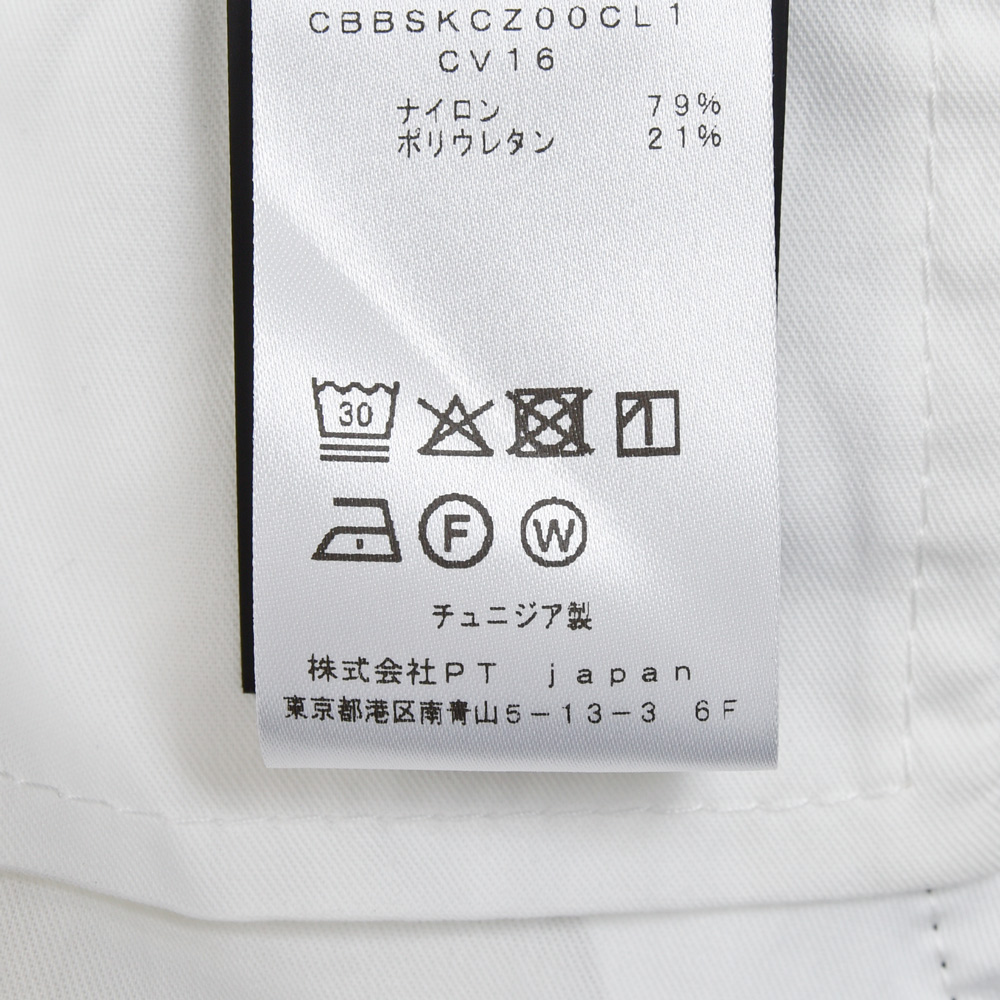 CBBSKCZ00CL1
CV16
ナイロン 79%
ポリウレタン 21%
30
F W
チュニジア製
株式会社PT japan
東京都港区南青山5-13-3 6F